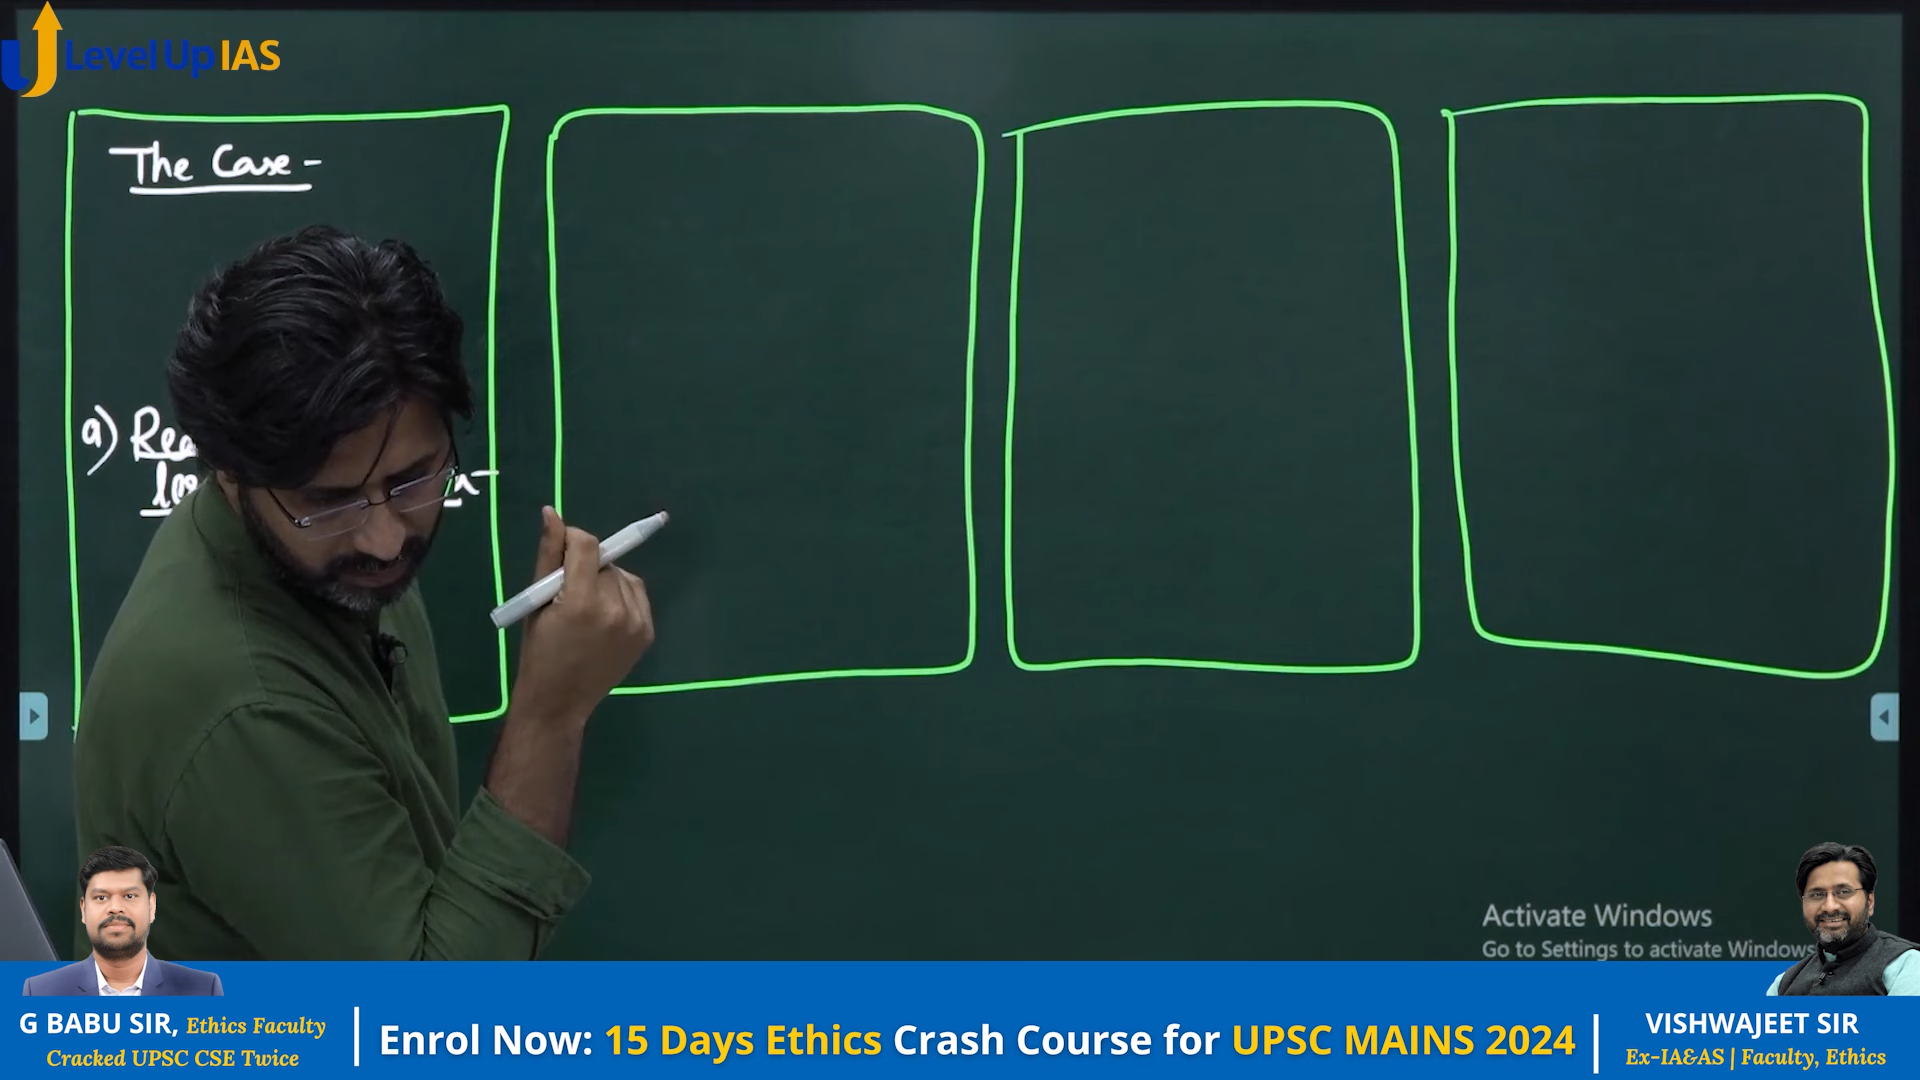 Level Up IAS
The Case -
a)
Activate Windows
Go to Settings to activate Windows
G BABU SIR, Ethics Faculty
Cracked UPSC CSE Twice
Enrol Now: 15 Days Ethics Crash Course for UPSC MAINS 2024
VISHWAJEET SIR
Ex-IA&AS | Faculty, Ethics